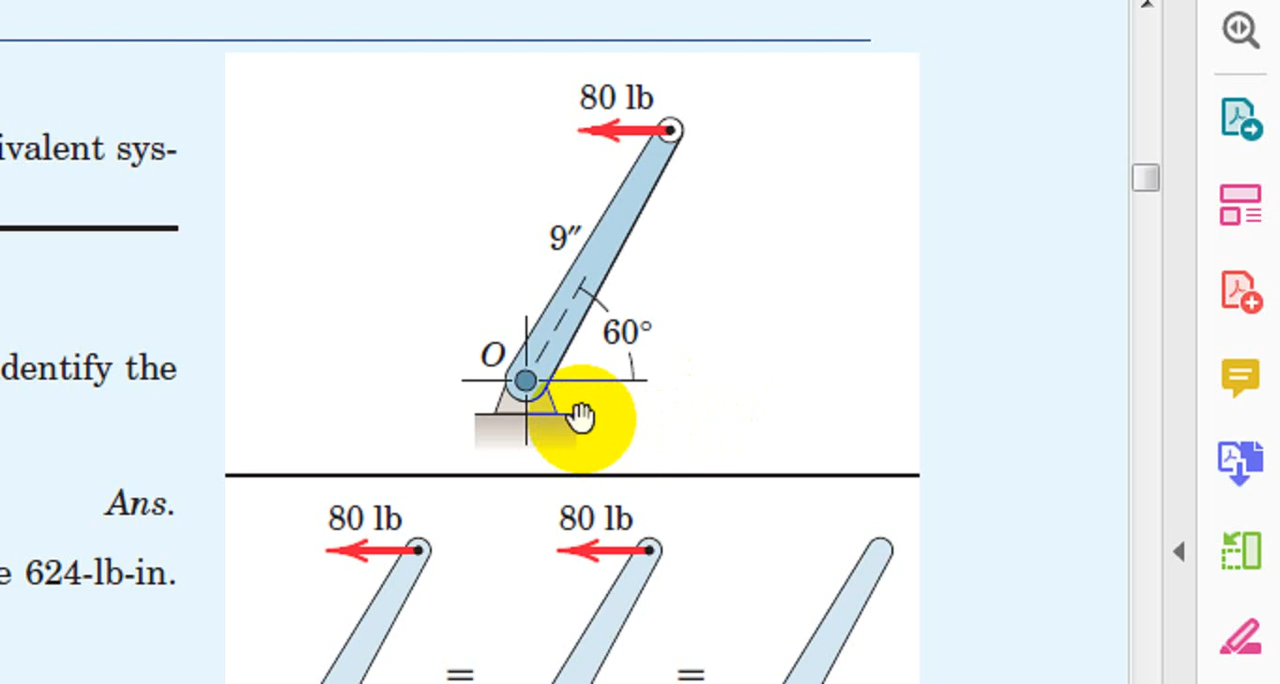 80 lb
ivalent sys-
9″
60°
O
dentify the
Ans.
80 lb
80 lb
e 624-lb-in.
=
=